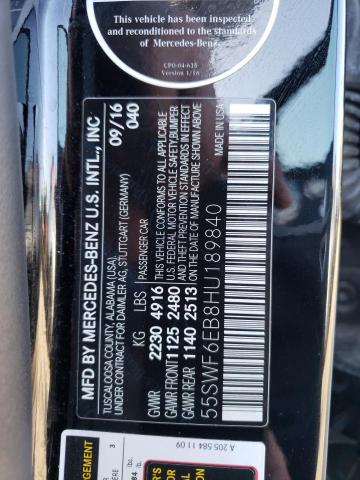 This vehicle has been inspected
and reconditioned to the standards
of Mercedes-Benz.
CPO-04-635
Version 1/16
MFD BY MERCEDES-BENZ U.S. INTL., INC 09/16
TUSCALOOSA COUNTY, ALABAMA (USA), 040
UNDER CONTRACT FOR DAIMLER AG, STUTTGART (GERMANY)
KG LBS PASSENGER CAR
GVWR 2230 4916 THIS VEHICLE CONFORMS TO ALL APPLICABLE
GAWR FRONT 1125 2480 U.S. FEDERAL MOTOR VEHICLE SAFETY, BUMPER
AND THEFT PREVENTION STANDARDS IN EFFECT
GAWR REAR 1140 2513 ON THE DATE OF MANUFACTURE SHOWN ABOVE
55SWF6EB8HU189840
A 205 584 11 09
3